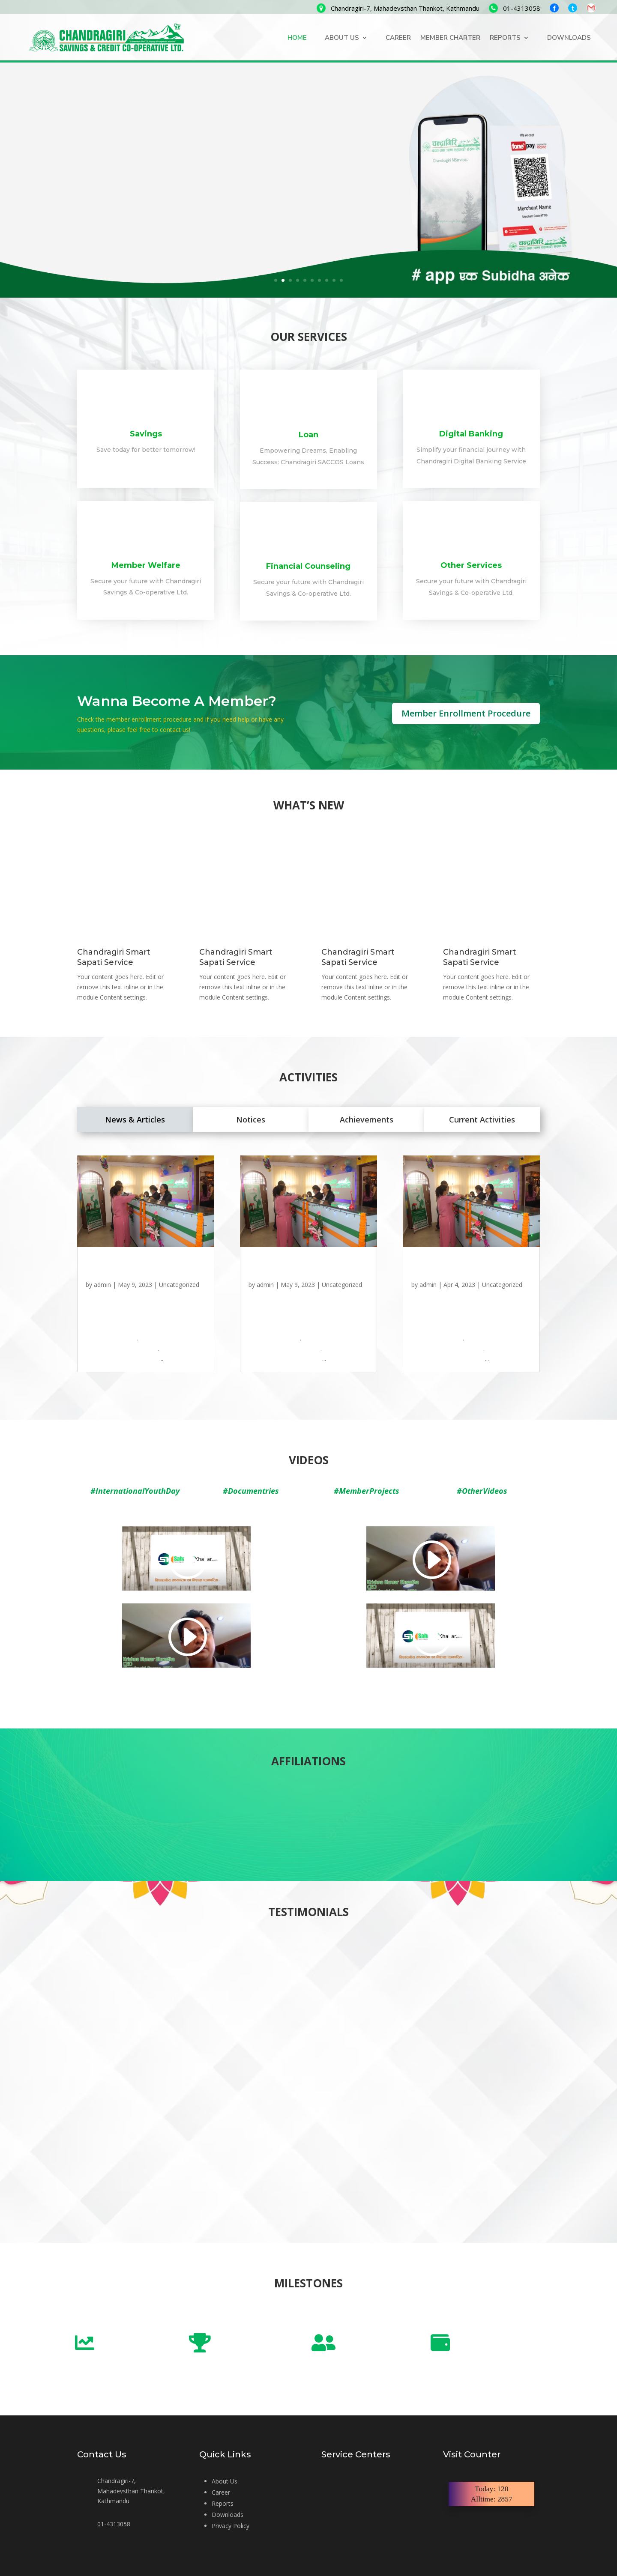 Chandragiri-7, Mahadevsthan Thankot, Kathmandu 01-4313058
CHANDRAGIRI
SAVINGS & CREDIT CO-OPERATIVE LTD.
HOME ABOUT US CAREER MEMBER CHARTER REPORTS DOWNLOADS
चन्द्रागिरी
Chandragiri Mbanking
fonepay
Merchant Name
# app एक Subidha अनेक
OUR SERVICES
Savings
Save today for better tomorrow!
Loan
Empowering Dreams, Enabling
Success: Chandragiri SACCOS Loans
Digital Banking
Simplify your financial journey with
Chandragiri Digital Banking Service
Member Welfare
Secure your future with Chandragiri
Savings & Co-operative Ltd.
Financial Counseling
Secure your future with Chandragiri
Savings & Co-operative Ltd.
Other Services
Secure your future with Chandragiri
Savings & Co-operative Ltd.
Wanna Become A Member?
Check the member enrollment procedure and if you need help or have any
questions, please feel free to contact us!
Member Enrollment Procedure
WHAT'S NEW
Chandragiri Smart
Sapati Service
Your content goes here. Edit or
remove this text inline or in the
module Content settings.
Chandragiri Smart
Sapati Service
Your content goes here. Edit or
remove this text inline or in the
module Content settings.
Chandragiri Smart
Sapati Service
Your content goes here. Edit or
remove this text inline or in the
module Content settings.
Chandragiri Smart
Sapati Service
Your content goes here. Edit or
remove this text inline or in the
module Content settings.
ACTIVITIES
News & Articles Notices Achievements Current Activities
by admin | May 9, 2023 | Uncategorized
...
by admin | May 9, 2023 | Uncategorized
...
by admin | Apr 4, 2023 | Uncategorized
...
VIDEOS
#InternationalYouthDay #Documentries #MemberProjects #OtherVideos
AFFILIATIONS
TESTIMONIALS
MILESTONES
Contact Us
Chandragiri-7,
Mahadevsthan Thankot,
Kathmandu
01-4313058
Quick Links
About Us
Career
Reports
Downloads
Privacy Policy
Service Centers
Visit Counter
Today: 120
Alltime: 2857